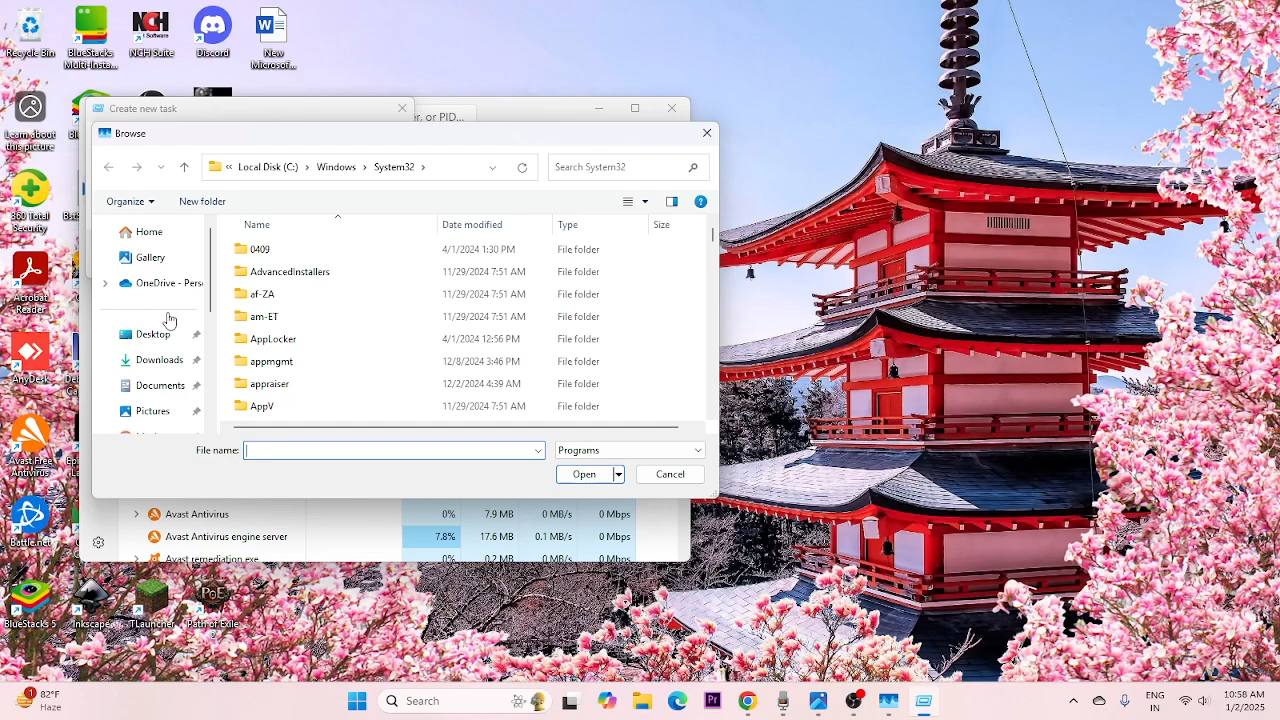 Recycle Bin
BlueStacks
Multi-Insta...
NCH Suite
Discord
New
Microsof...
Learn about
this picture
360 Total
Security
Acrobat
Reader
AnyDesk
Avast Free
Antivirus
Battle.net
BlueStacks 5
Inkscape
TLauncher
Path of Exile
Create new task
er, or PID...
Browse
«
Local Disk (C:) > Windows > System32 >
Search System32
Organize
New folder
Home
Gallery
OneDrive - Pers
Desktop
Downloads
Documents
Pictures
Name Date modified Type Size
0409 4/1/2024 1:30 PM File folder
AdvancedInstallers 11/29/2024 7:51 AM File folder
af-ZA 11/29/2024 7:51 AM File folder
am-ET 11/29/2024 7:51 AM File folder
AppLocker 4/1/2024 12:56 PM File folder
appmgmt 12/8/2024 3:46 PM File folder
appraiser 12/2/2024 4:39 AM File folder
AppV 11/29/2024 7:51 AM File folder
File name:
Programs
Open
Cancel
Avast Antivirus 0% 7.9 MB 0 MB/s 0 Mbps
Avast Antivirus engine server 7.8% 17.6 MB 0.1 MB/s 0 Mbps
Avast remediation exe 0% 0.2 MB 0 MB/s 0 Mbps
1
82°F
Haze
Search
Pr
ENG
IN
10:58 AM
1/2/2025